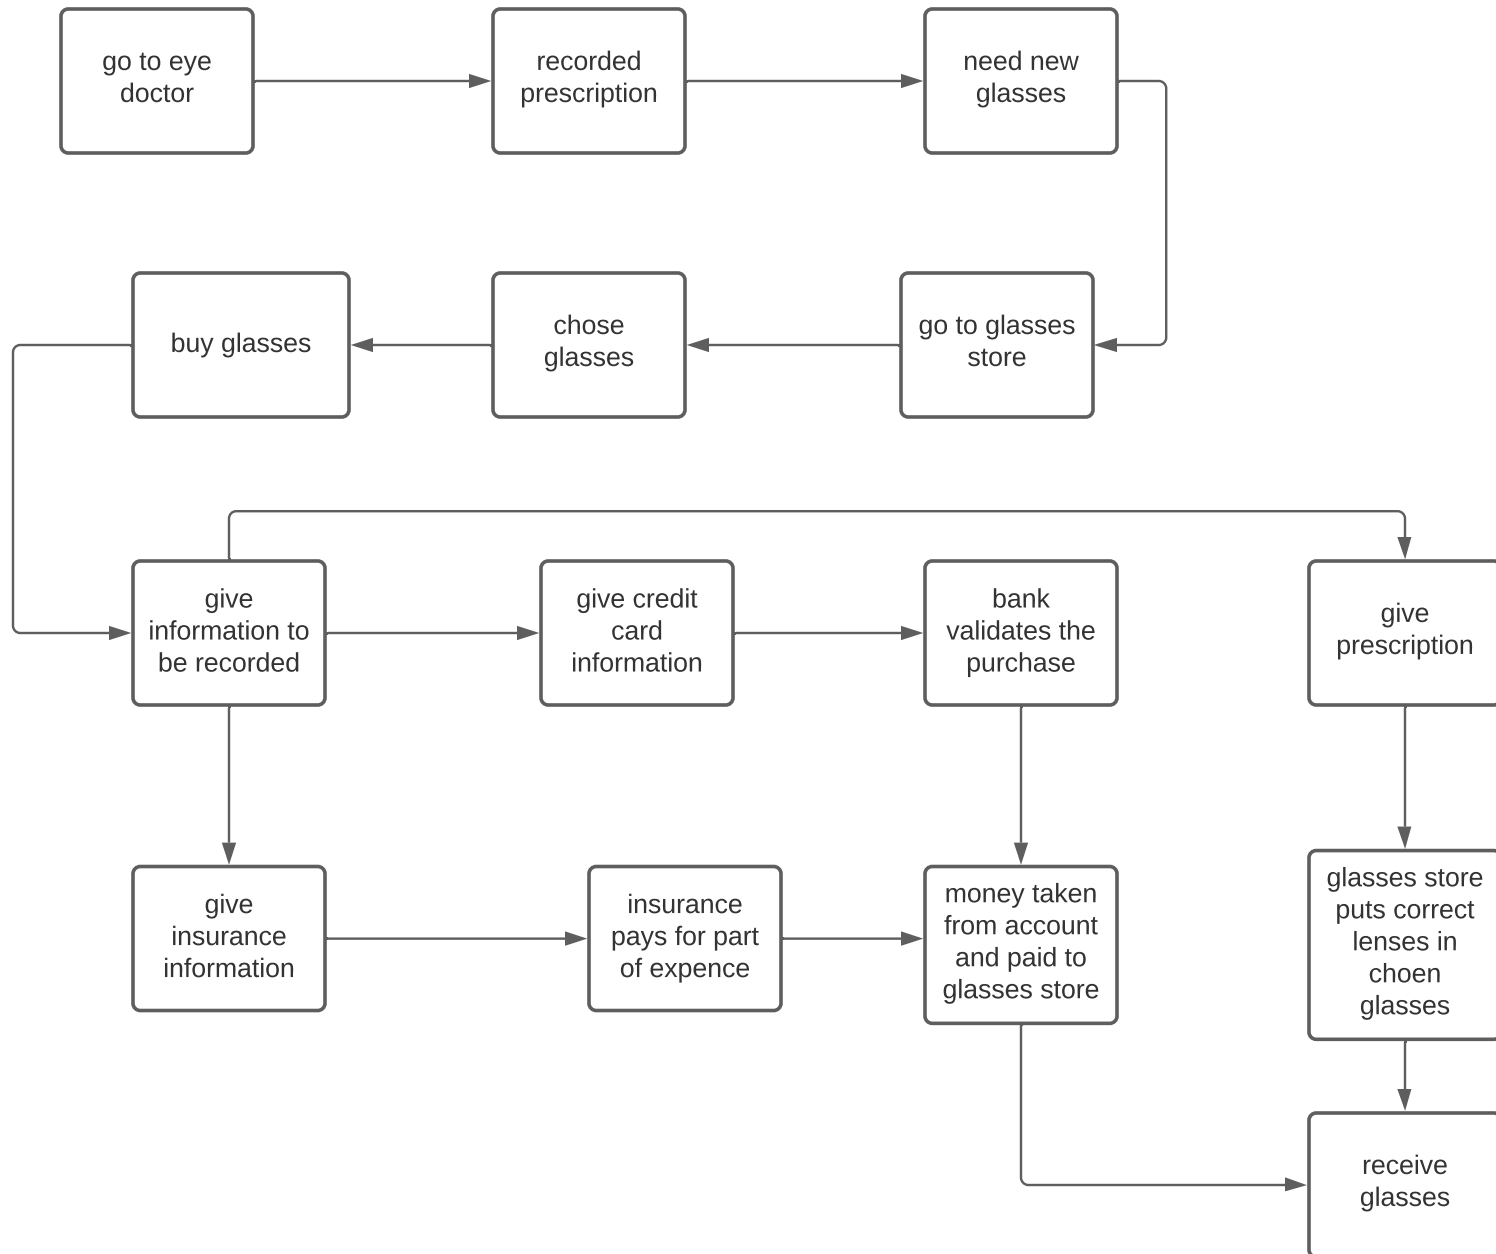 go to eye
doctor
recorded
prescription
need new
glasses
buy glasses
chose
glasses
go to glasses
store
give
information to
be recorded
give credit
card
information
bank
validates the
purchase
give
prescription
give
insurance
information
insurance
pays for part
of expence
money taken
from account
and paid to
glasses store
glasses store
puts correct
lenses in
choen
glasses
receive
glasses